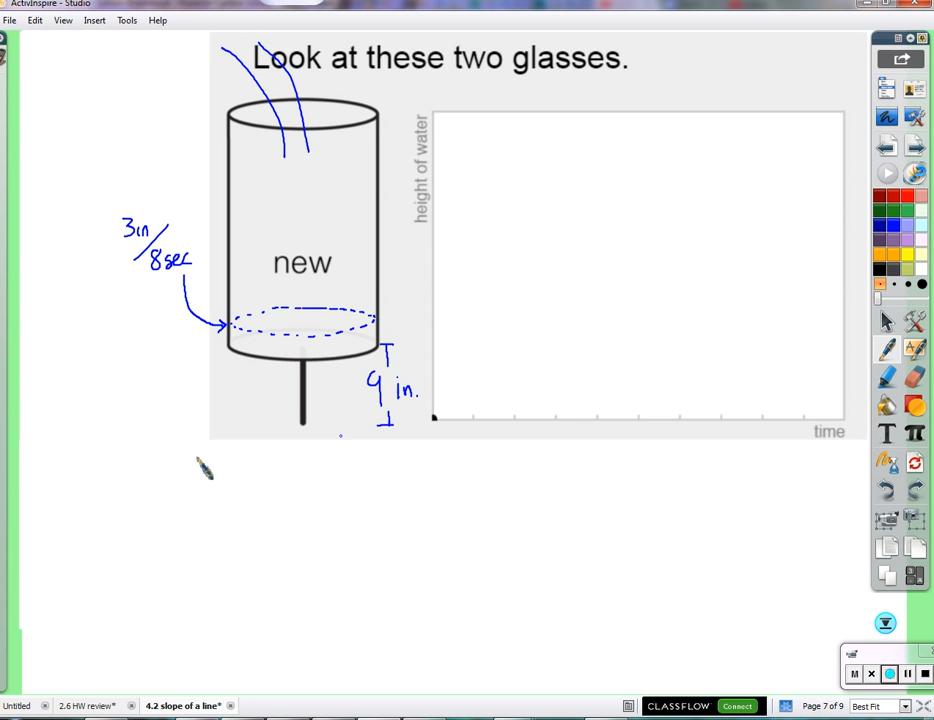 ActivInspire - Studio
File Edit View Insert Tools Help
Look at these two glasses.
height of water
3in
/
8sec
new
9 in.
time
M
Untitled 2.6 HW review* 4.2 slope of a line* CLASSFLOW Connect Page 7 of 9 Best Fit